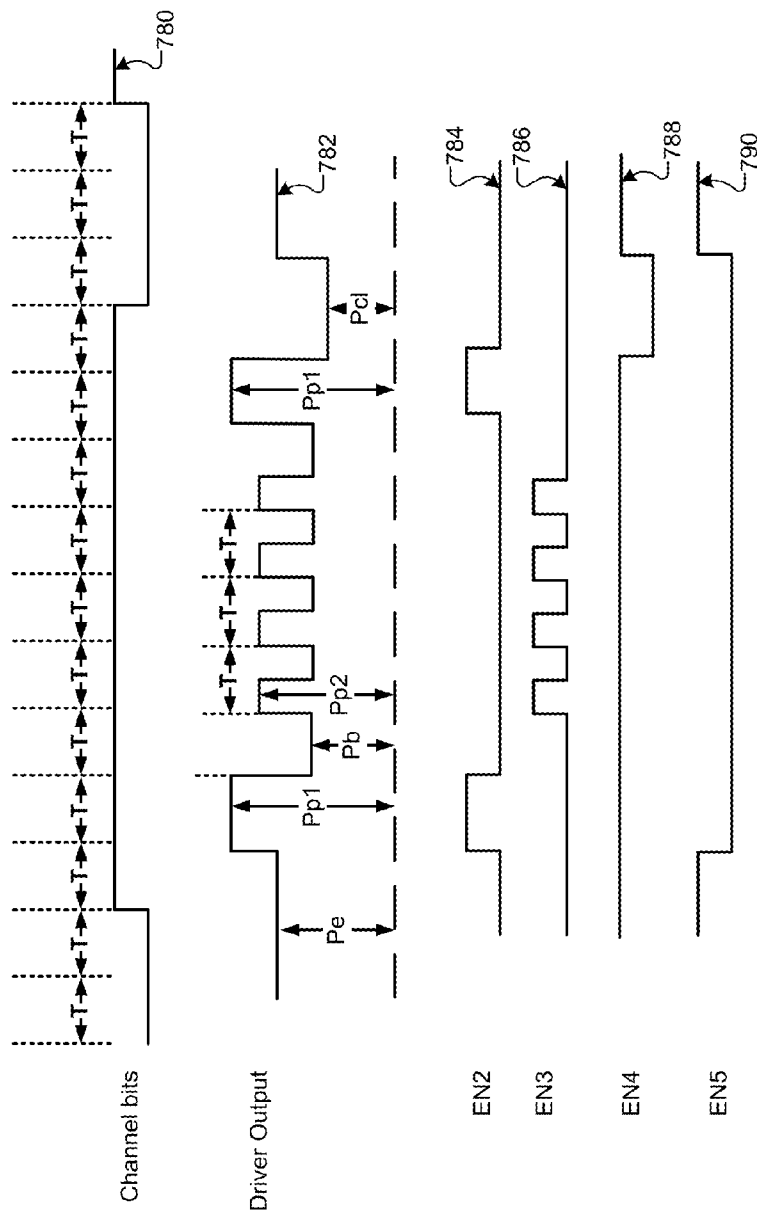 T T T T T T T T T T T T T T
Channel bits
780
T T T
Driver Output
782
Pe Pp1 Pb Pp2 Pp1 Pcl
EN2
784
EN3
786
EN4
788
EN5
790